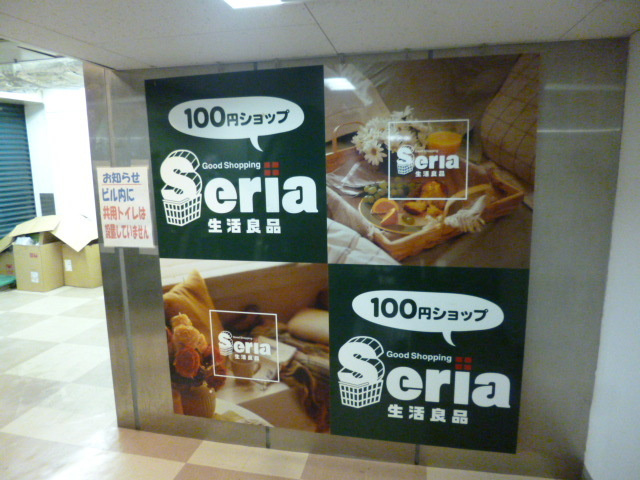 お知らせ
ビル内に
共同トイレは
設置していません
100円ショップ
Good Shopping
Seria
生活良品
Seria
生活良品
Seria
生活良品
100円ショップ
Good Shopping
Seria
生活良品